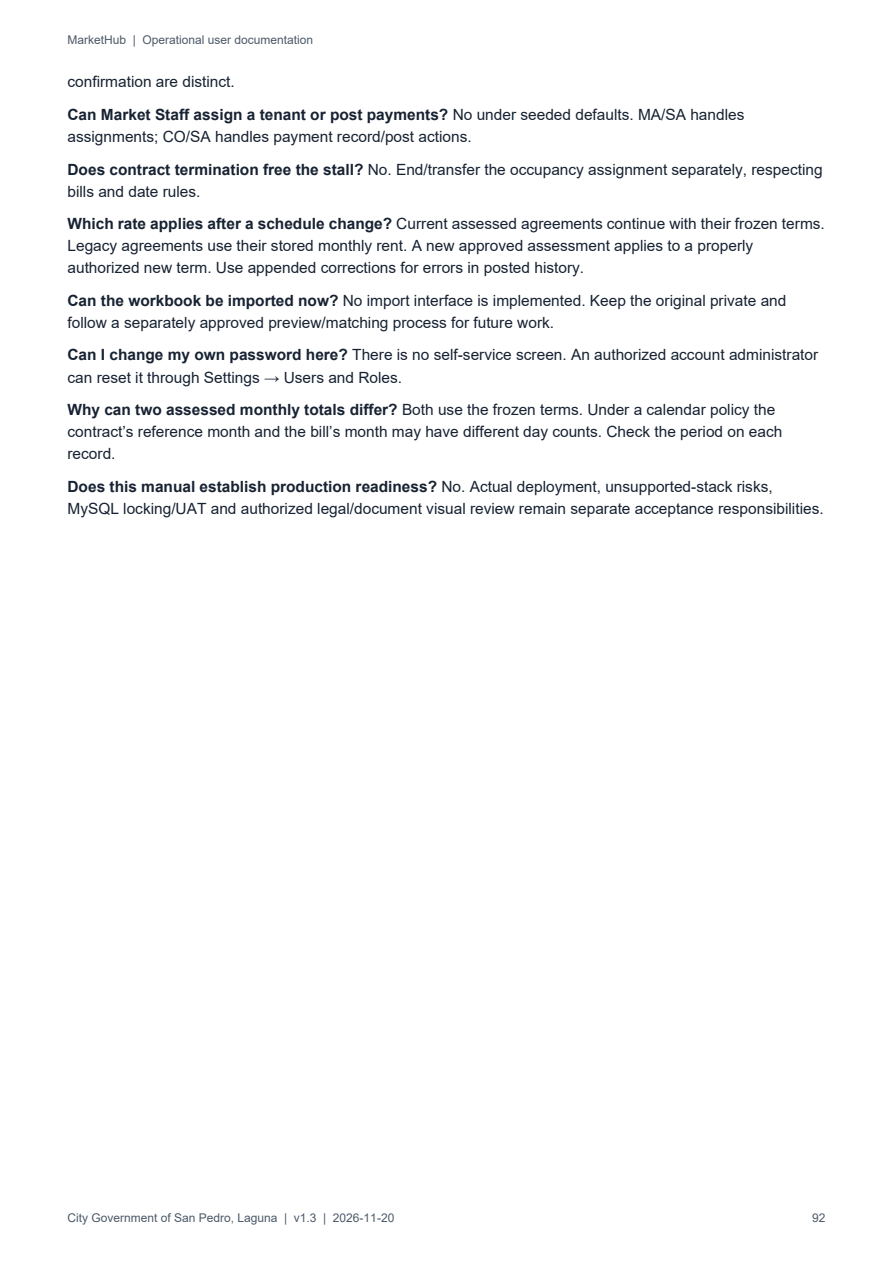 MarketHub | Operational user documentation
confirmation are distinct.
Can Market Staff assign a tenant or post payments? No under seeded defaults. MA/SA handles
assignments; CO/SA handles payment record/post actions.
Does contract termination free the stall? No. End/transfer the occupancy assignment separately, respecting
bills and date rules.
Which rate applies after a schedule change? Current assessed agreements continue with their frozen terms.
Legacy agreements use their stored monthly rent. A new approved assessment applies to a properly
authorized new term. Use appended corrections for errors in posted history.
Can the workbook be imported now? No import interface is implemented. Keep the original private and
follow a separately approved preview/matching process for future work.
Can I change my own password here? There is no self-service screen. An authorized account administrator
can reset it through Settings → Users and Roles.
Why can two assessed monthly totals differ? Both use the frozen terms. Under a calendar policy the
contract’s reference month and the bill’s month may have different day counts. Check the period on each
record.
Does this manual establish production readiness? No. Actual deployment, unsupported-stack risks,
MySQL locking/UAT and authorized legal/document visual review remain separate acceptance responsibilities.
City Government of San Pedro, Laguna | v1.3 | 2026-11-20 92